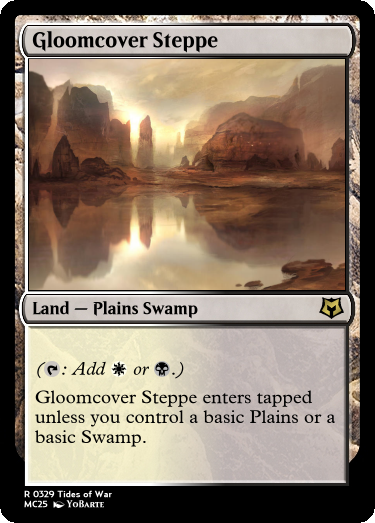 Gloomcover Steppe
Land — Plains Swamp
(T: Add W or B.)
Gloomcover Steppe enters tapped
unless you control a basic Plains or a
basic Swamp.
R 0329 Tides of War
MC25 YoBarte